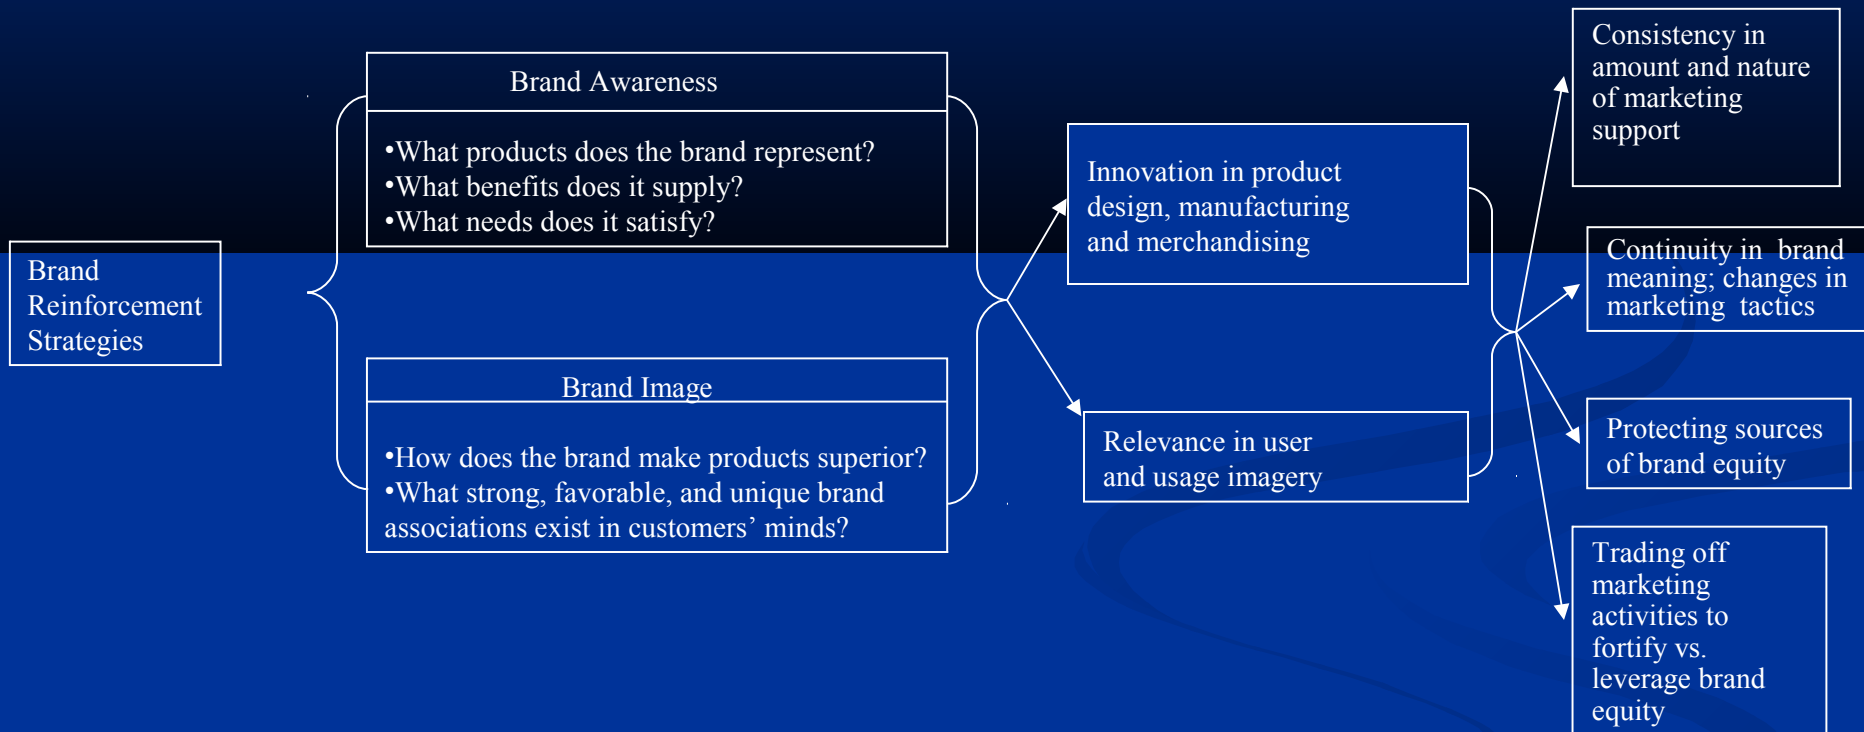 Brand
Reinforcement
Strategies
Brand Awareness
•What products does the brand represent?
•What benefits does it supply?
•What needs does it satisfy?
Brand Image
•How does the brand make products superior?
•What strong, favorable, and unique brand
associations exist in customers’ minds?
Innovation in product
design, manufacturing
and merchandising
Relevance in user
and usage imagery
Consistency in
amount and nature
of marketing
support
Continuity in brand
meaning; changes in
marketing tactics
Protecting sources
of brand equity
Trading off
marketing
activities to
fortify vs.
leverage brand
equity